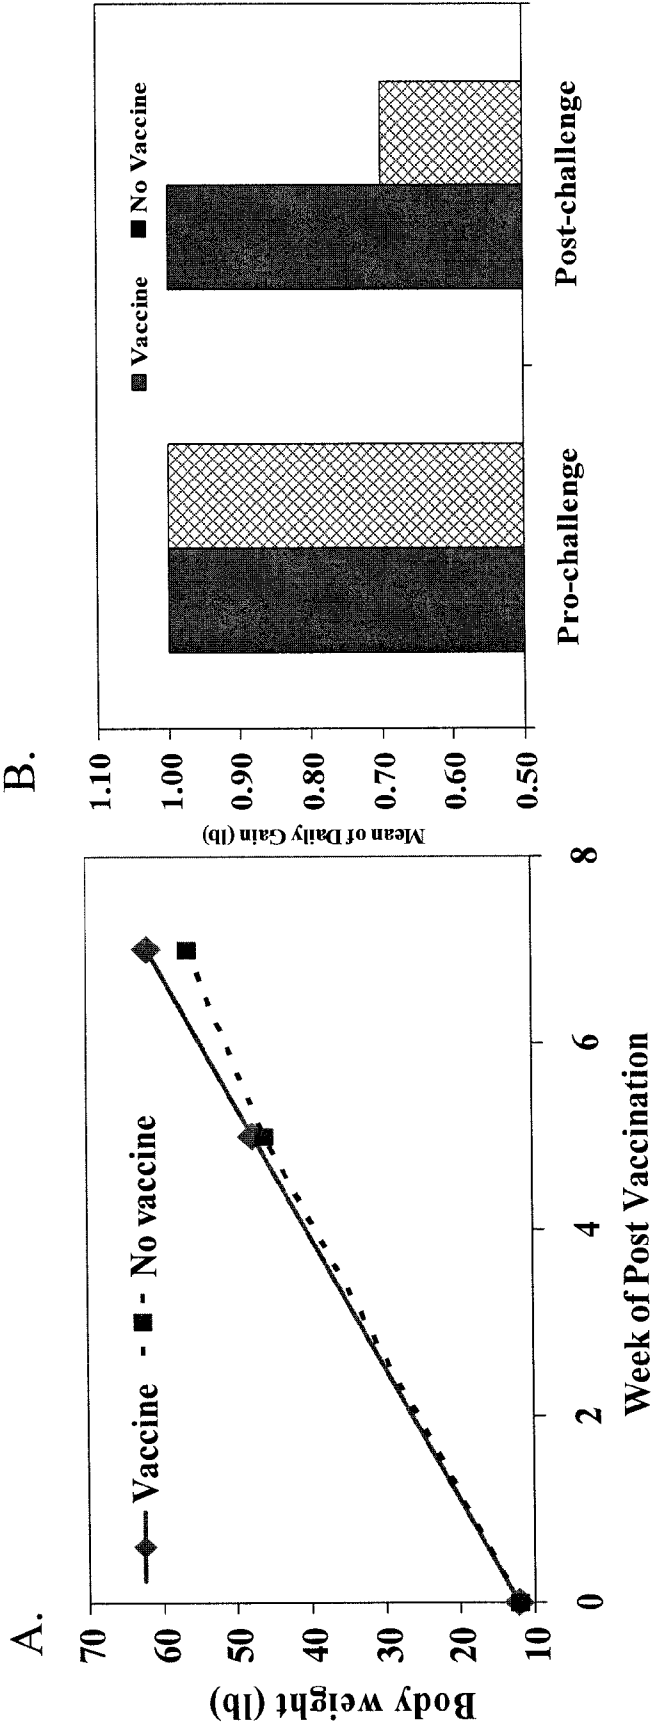 A.
Vaccine
No vaccine
70
60
50
40
30
20
10
Body weight (lb)
0
2
4
6
8
Week of Post Vaccination
B.
Vaccine
No Vaccine
1.10
1.00
0.90
0.80
0.70
0.60
0.50
Mean of Daily Gain (lb)
Pro-challenge
Post-challenge